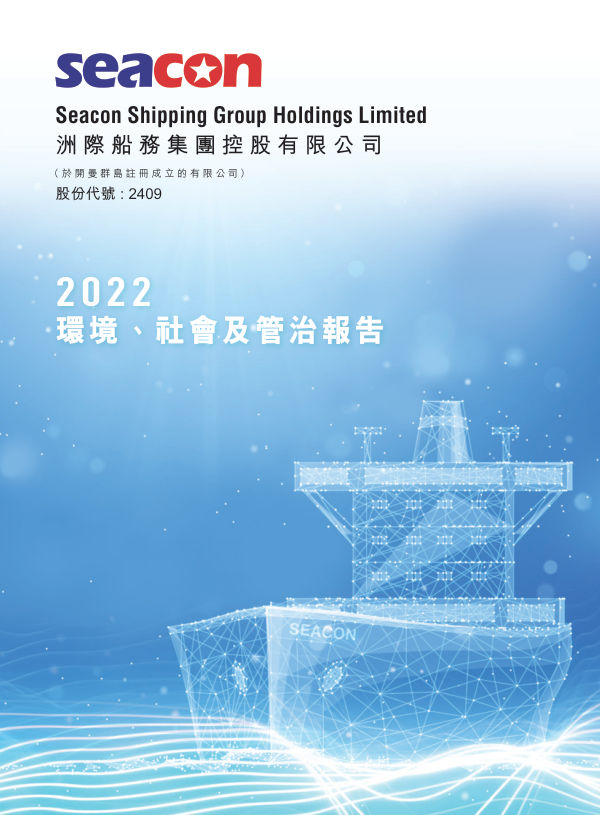 seacon
Seacon Shipping Group Holdings Limited
洲際船務集團控股有限公司
(於開曼群島註冊成立的有限公司)
股份代號 : 2409
2022
環境、社會及管治報告
SEACON